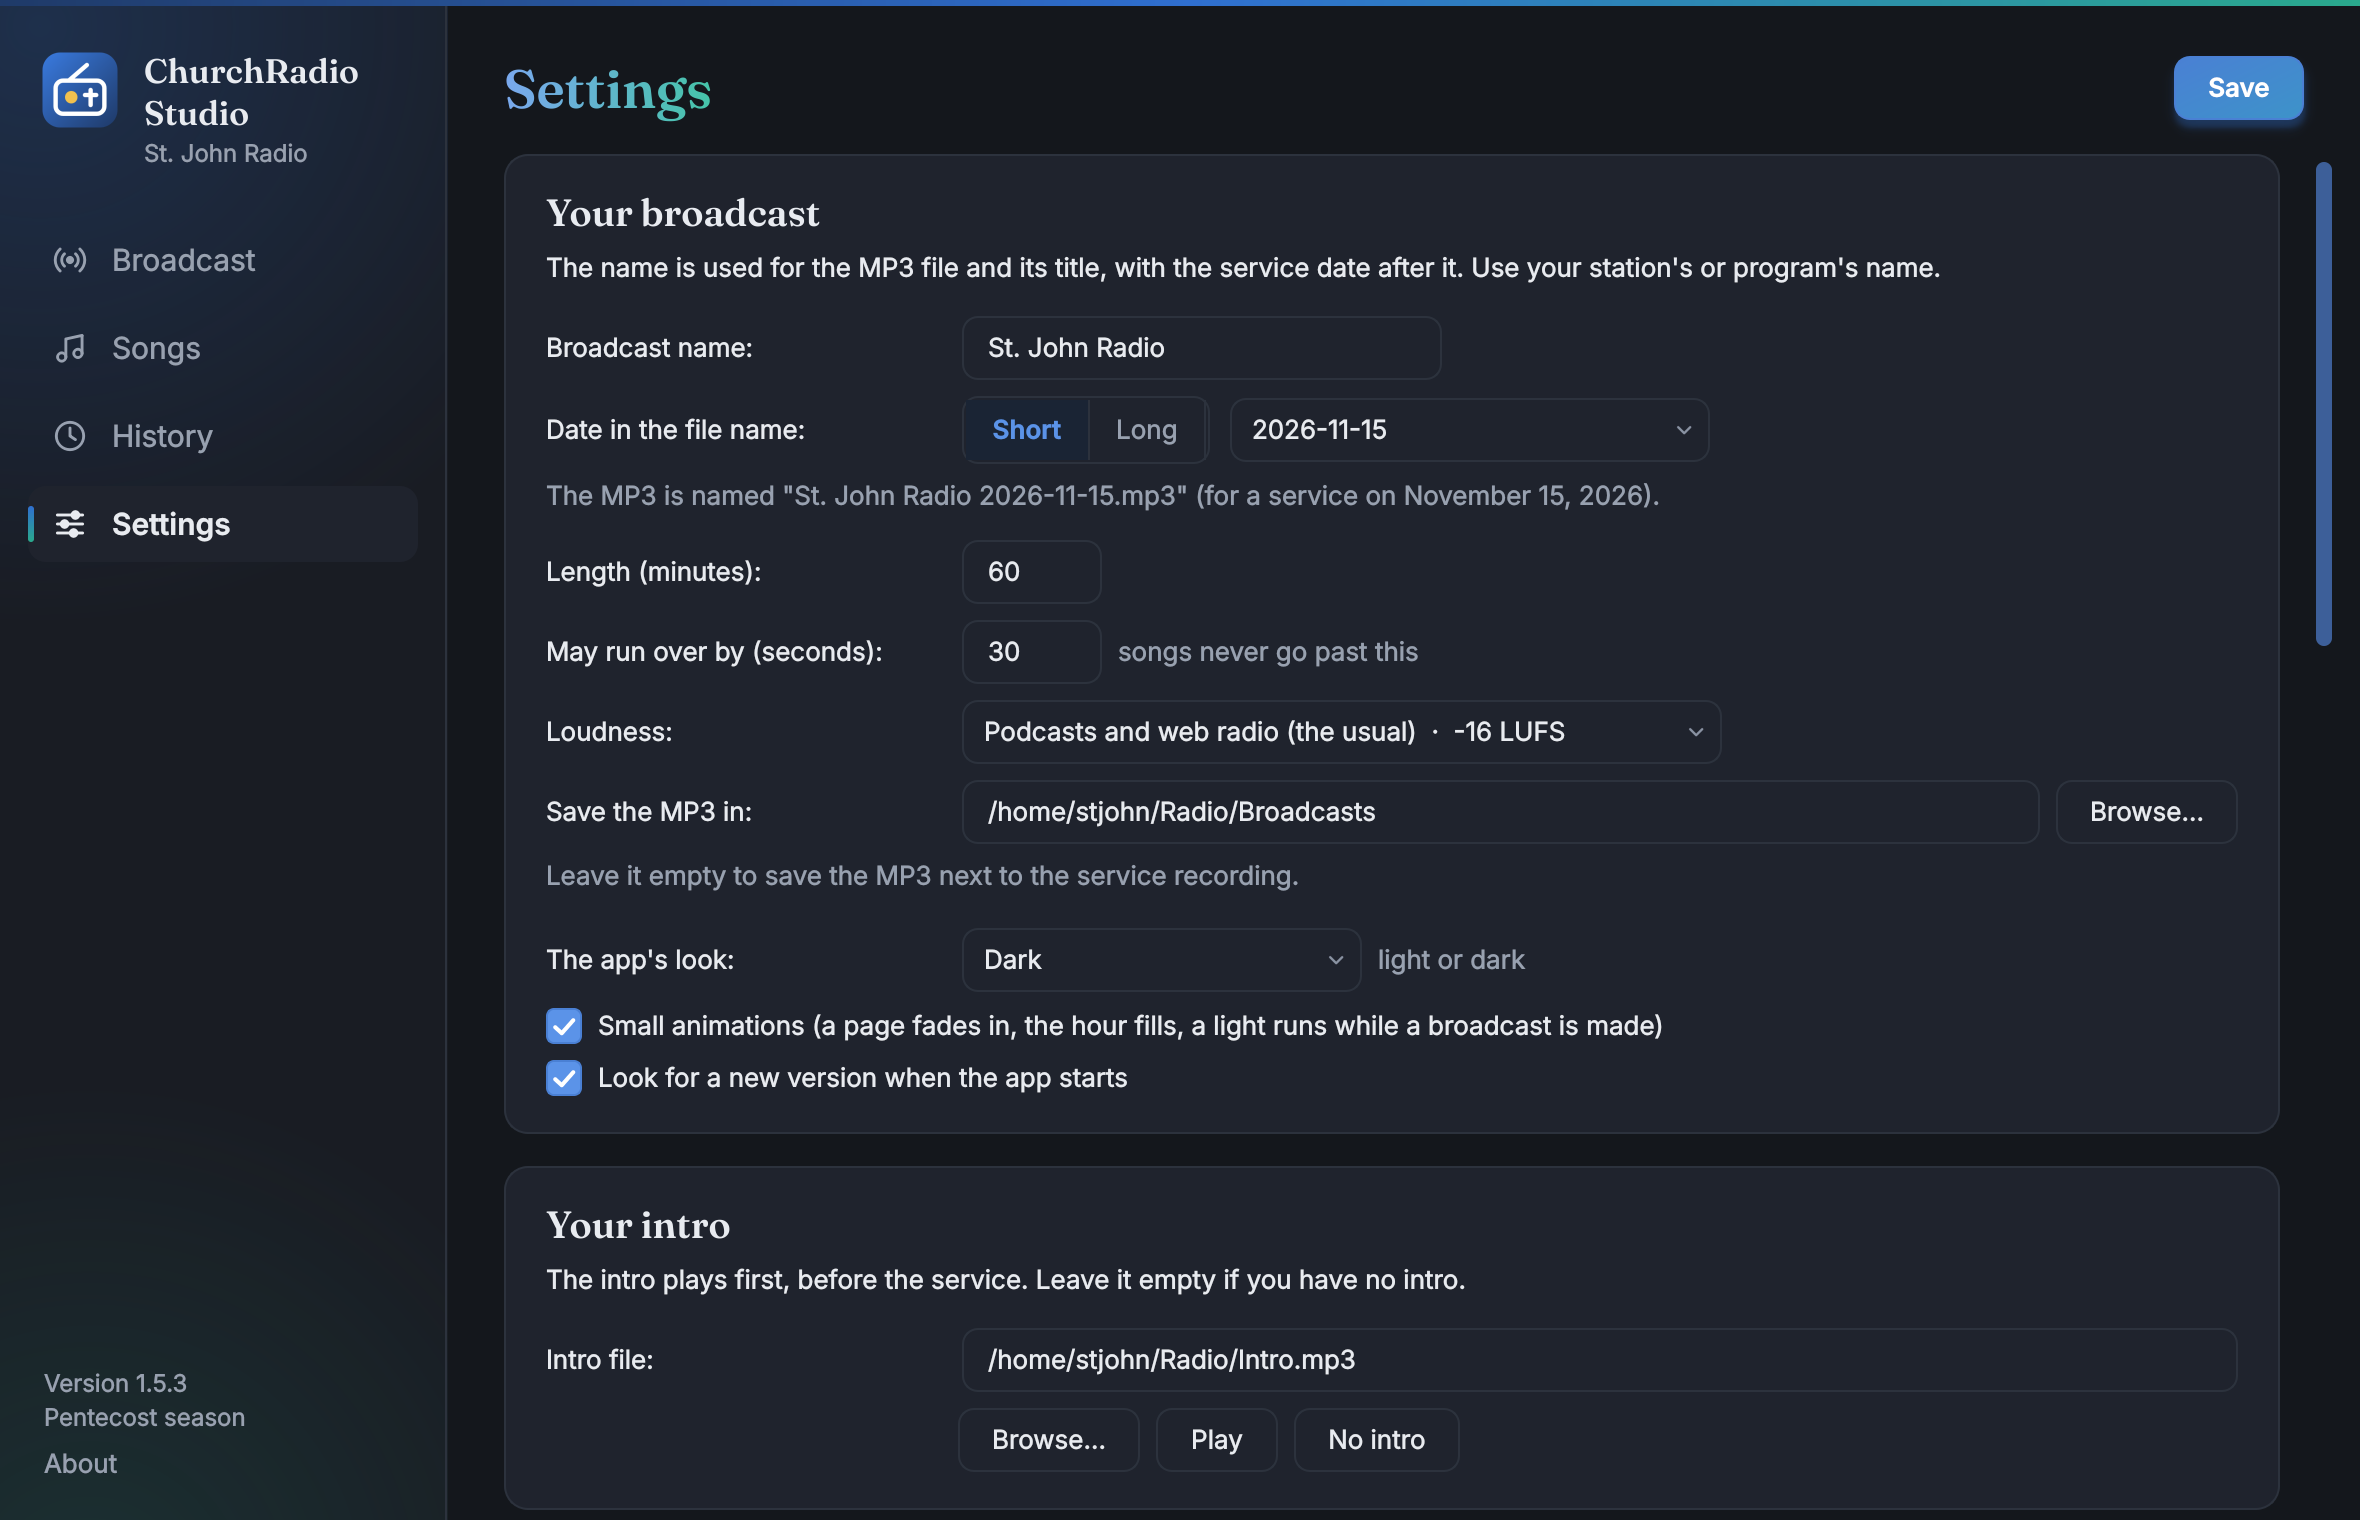 ChurchRadio
Studio
St. John Radio
Broadcast
Songs
History
Settings
Version 1.5.3
Pentecost season
About
Settings
Save
Your broadcast
The name is used for the MP3 file and its title, with the service date after it. Use your station's or program's name.
Broadcast name: St. John Radio
Date in the file name: Short Long 2026-11-15
The MP3 is named "St. John Radio 2026-11-15.mp3" (for a service on November 15, 2026).
Length (minutes): 60
May run over by (seconds): 30 songs never go past this
Loudness: Podcasts and web radio (the usual) · -16 LUFS
Save the MP3 in: /home/stjohn/Radio/Broadcasts Browse...
Leave it empty to save the MP3 next to the service recording.
The app's look: Dark light or dark
Small animations (a page fades in, the hour fills, a light runs while a broadcast is made)
Look for a new version when the app starts
Your intro
The intro plays first, before the service. Leave it empty if you have no intro.
Intro file: /home/stjohn/Radio/Intro.mp3
Browse... Play No intro